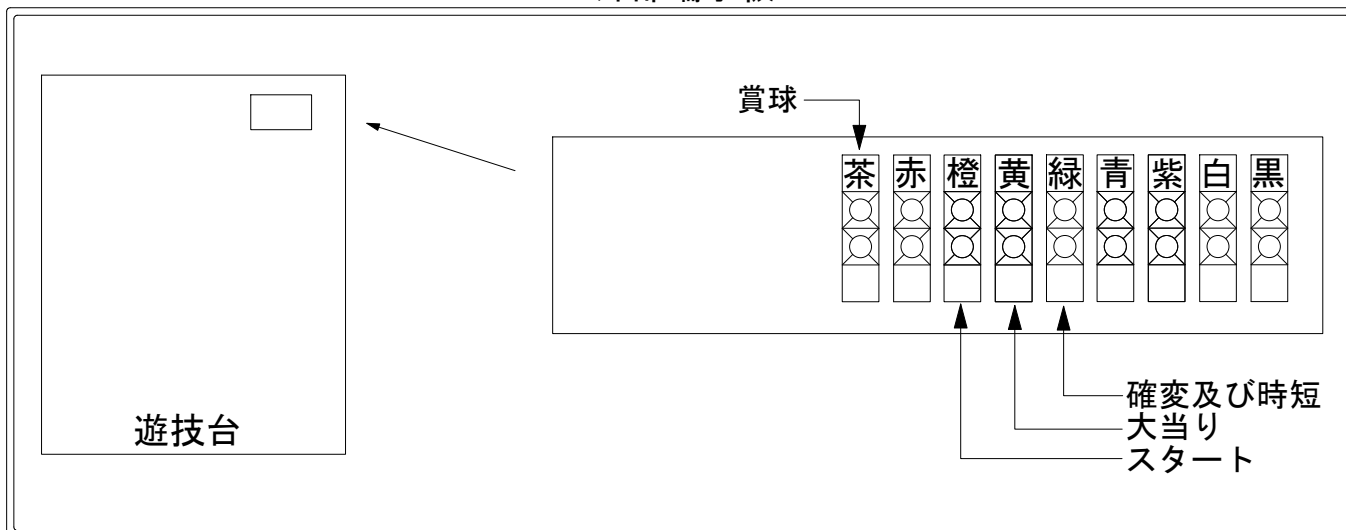 賞球
茶 赤 橙 黄 緑 青 紫 白 黒
遊技台
確変及び時短
大当り
スタート